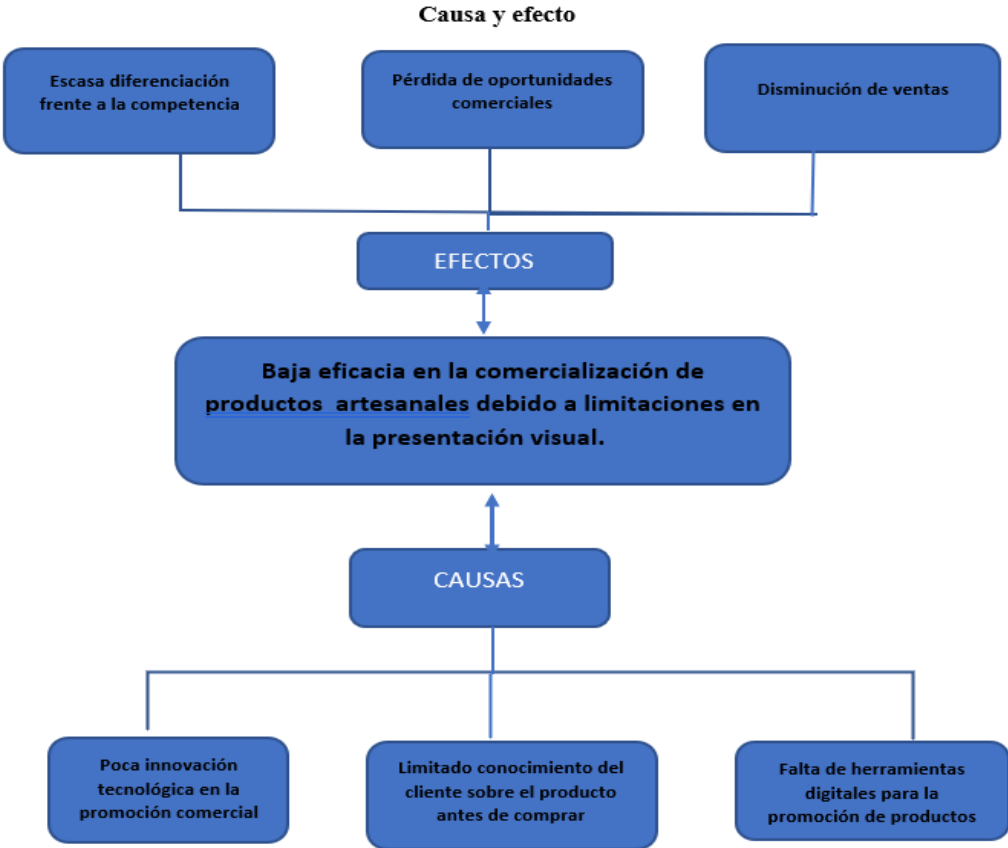 Causa y efecto
Escasa diferenciación
frente a la competencia
Pérdida de oportunidades
comerciales
Disminución de ventas
EFECTOS
Baja eficacia en la comercialización de
productos artesanales debido a limitaciones en
la presentación visual.
CAUSAS
Poca innovación
tecnológica en la
promoción comercial
Limitado conocimiento del
cliente sobre el producto
antes de comprar
Falta de herramientas
digitales para la
promoción de productos